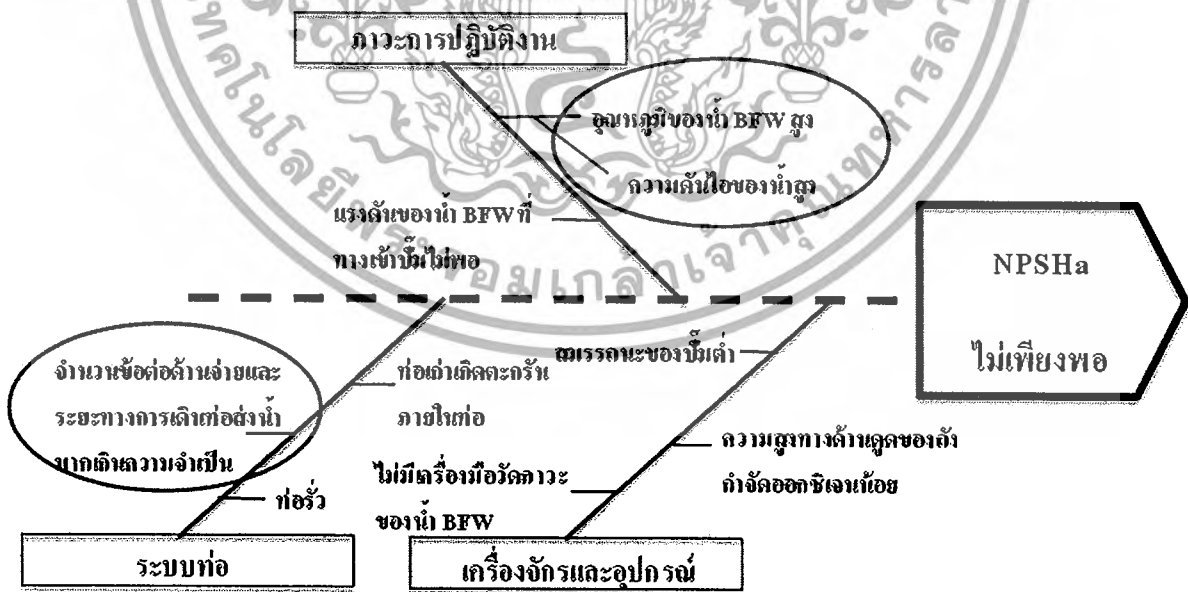 ภาวะการปฏิบัติงาน
อุณหภูมิของน้ำ BFW สูง
ความดันไอของน้ำสูง
แรงดันของน้ำ BFW ที่
ทางเข้าปั๊มไม่พอ
NPSHa
ไม่เพียงพอ
จำนวนข้อต่อด้านจ่ายและ
ระยะทางการเดินท่อส่งน้ำ
มากเกินความจำเป็น
ท่อเก่าเกิดตะกรัน
ภายในท่อ
ท่อรั่ว
สมรรถนะของปั๊มต่ำ
ความสูงทางด้านดูดของถัง
กำจัดออกซิเจนน้อย
ไม่มีเครื่องมือวัดภาวะ
ของน้ำ BFW
ระบบท่อ
เครื่องจักรและอุปกรณ์